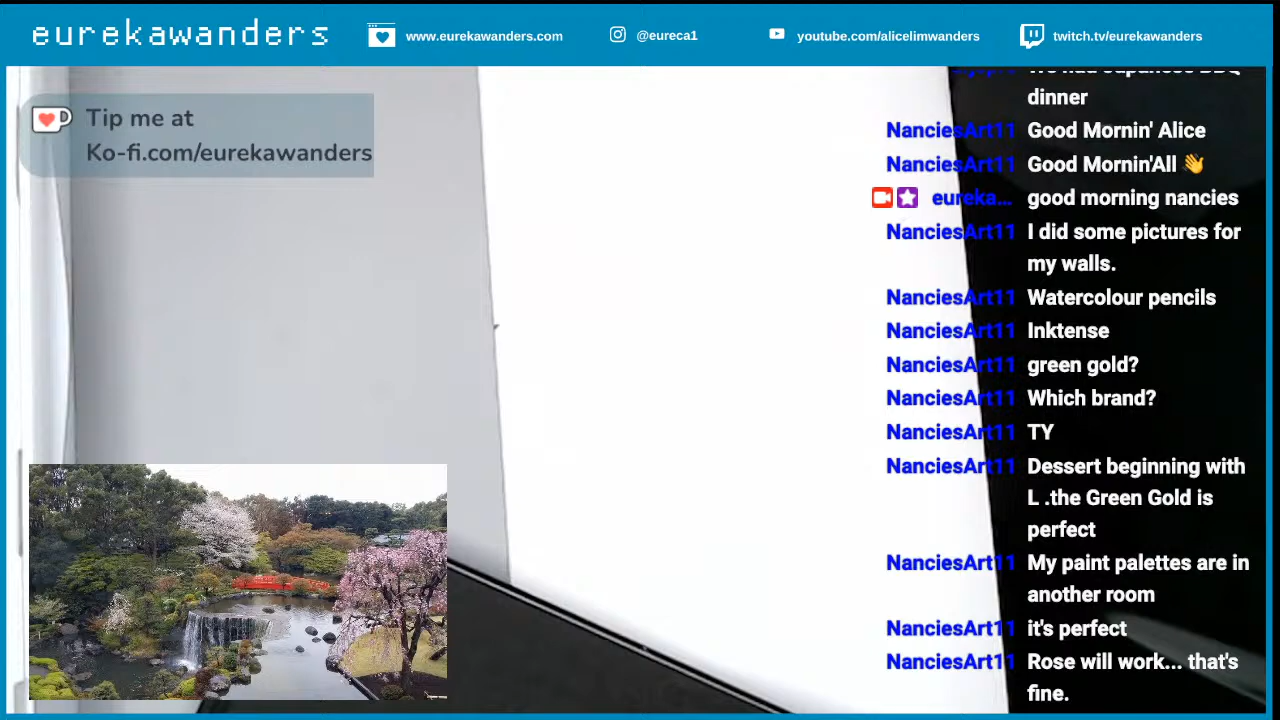 eurekawanders
www.eurekawanders.com
@eureca1
youtube.com/alicelimwanders
twitch.tv/eurekawanders
Tip me at
Ko-fi.com/eurekawanders
dinner
NanciesArt11 Good Mornin' Alice
NanciesArt11 Good Mornin'All 👋
eureka... good morning nancies
NanciesArt11 I did some pictures for
my walls.
NanciesArt11 Watercolour pencils
NanciesArt11 Inktense
NanciesArt11 green gold?
NanciesArt11 Which brand?
NanciesArt11 TY
NanciesArt11 Dessert beginning with
L .the Green Gold is
perfect
NanciesArt11 My paint palettes are in
another room
NanciesArt11 it's perfect
NanciesArt11 Rose will work... that's
fine.